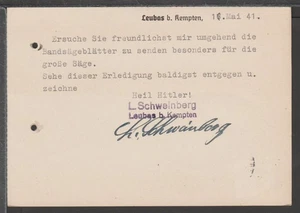 Leubas b. Kempten, 16. Mai 41.
Ersuche Sie freundlichst mir umgehend die
Bandsägblätter zu senden besonders für die
große Säge.
Sehe dieser Erledigung baldigst entgegen u.
zeichne
Heil Hitler!
L. Schweinberg
Leubas b. Kempten